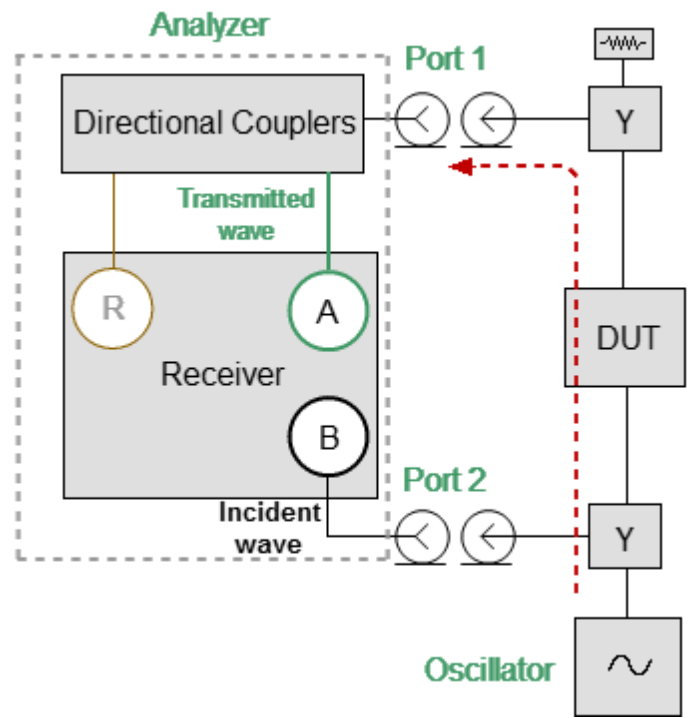 Analyzer
Port 1
Directional Couplers
Y
Transmitted
wave
R
A
DUT
Receiver
B
Port 2
Incident
wave
Y
Oscillator